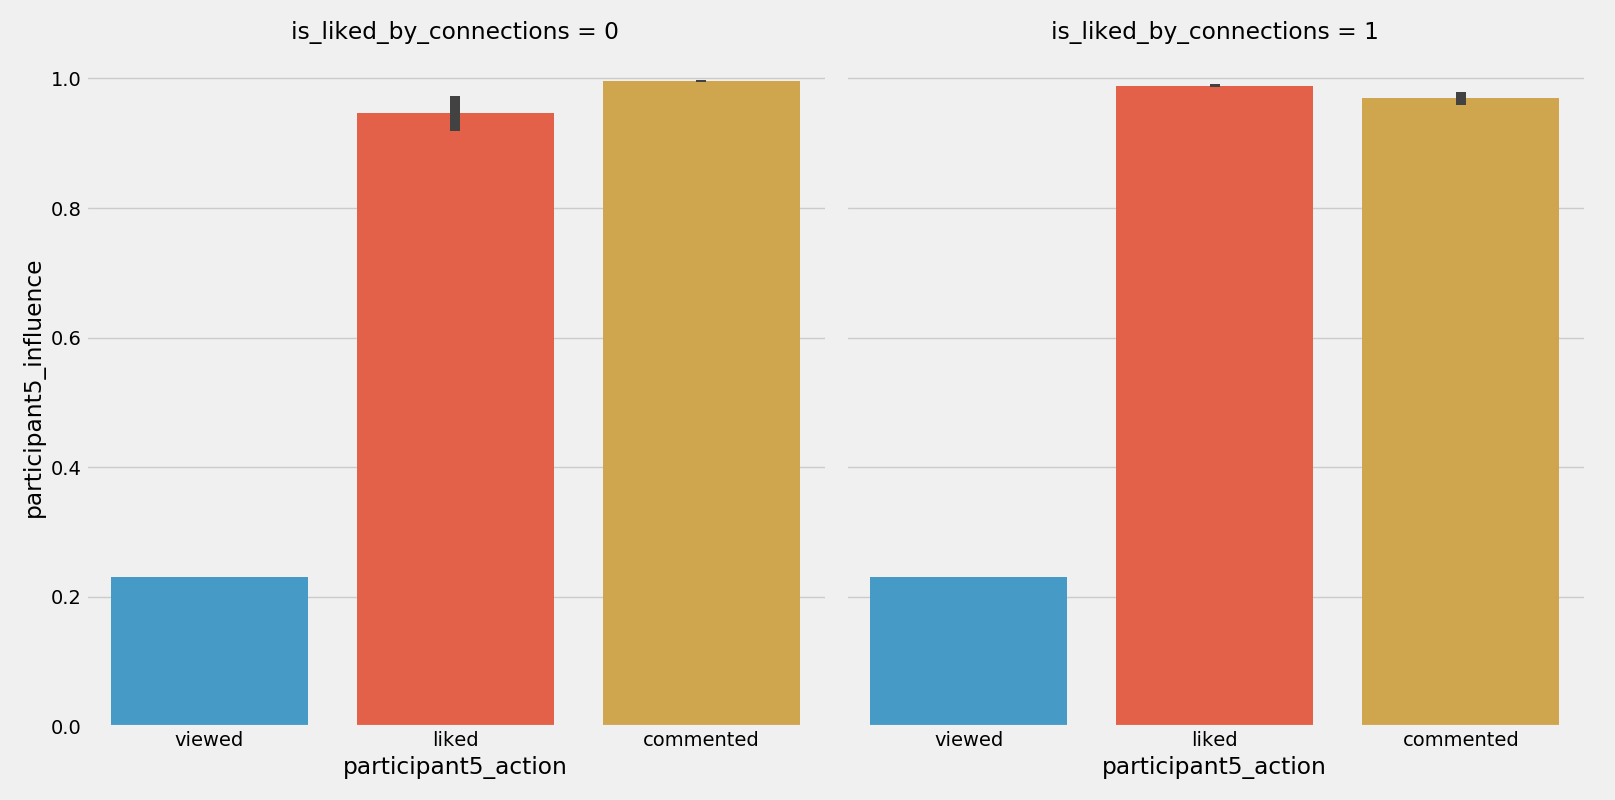 is_liked_by_connections = 0
is_liked_by_connections = 1
participant5_influence
1.0
0.8
0.6
0.4
0.2
0.0
viewed liked commented
viewed liked commented
participant5_action
participant5_action